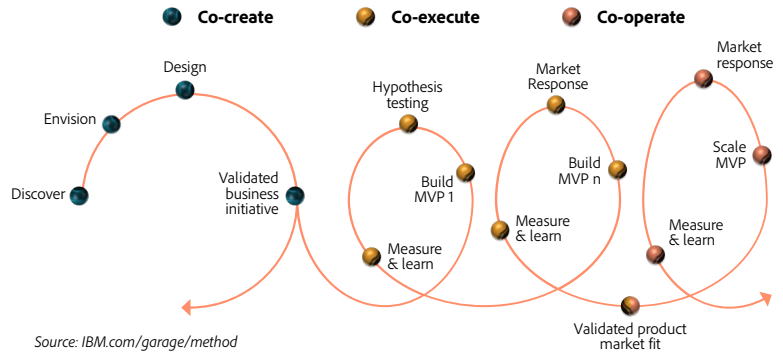 Co-create
Co-execute
Co-operate
Discover
Envision
Design
Validated
business
initiative
Hypothesis
testing
Build
MVP 1
Measure
& learn
Market
Response
Build
MVP n
Measure
& learn
Validated product
market fit
Market
response
Scale
MVP
Measure
& learn
Source: IBM.com/garage/method